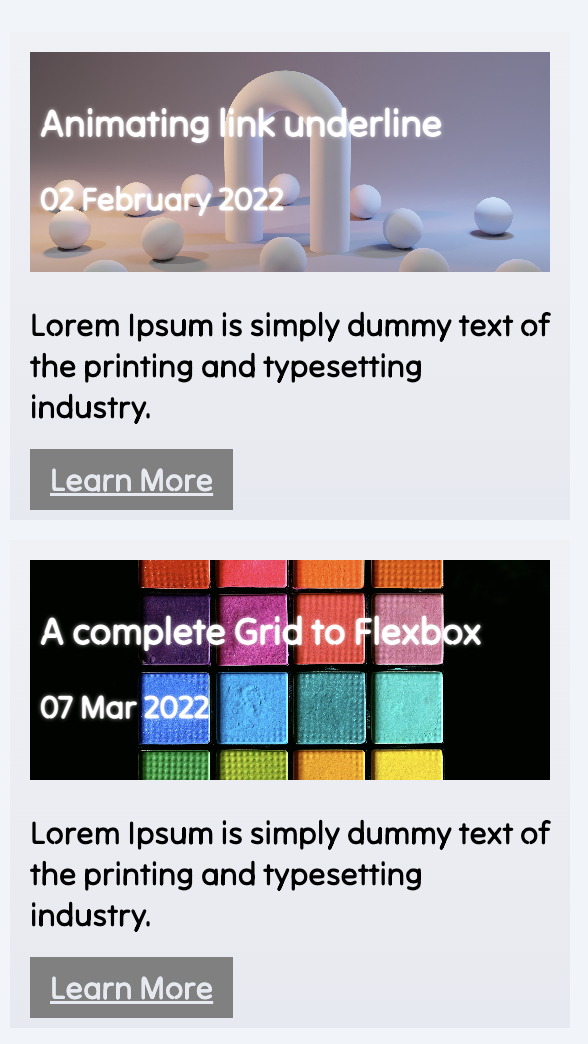 Animating link underline
02 February 2022
Lorem Ipsum is simply dummy text of
the printing and typesetting
industry.
Learn More
A complete Grid to Flexbox
07 Mar 2022
Lorem Ipsum is simply dummy text of
the printing and typesetting
industry.
Learn More